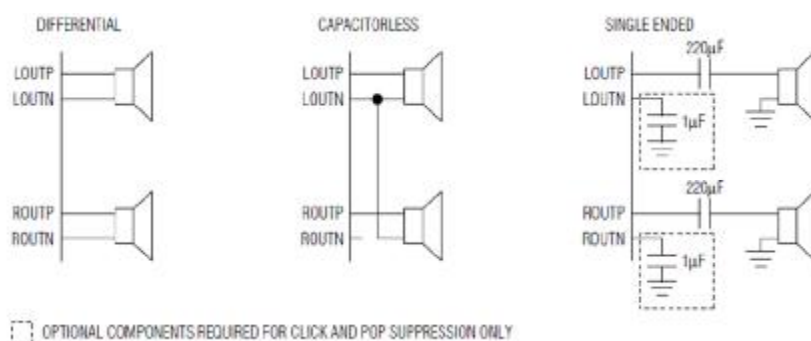 DIFFERENTIAL
LOUTP
LOUTN
ROUTP
ROUTN
CAPACITORLESS
LOUTP
LOUTN
ROUTP
ROUTN
SINGLE ENDED
220µF
LOUTP
LOUTN
1µF
220µF
ROUTP
ROUTN
1µF
OPTIONAL COMPONENTS REQUIRED FOR CLICK AND POP SUPPRESSION ONLY